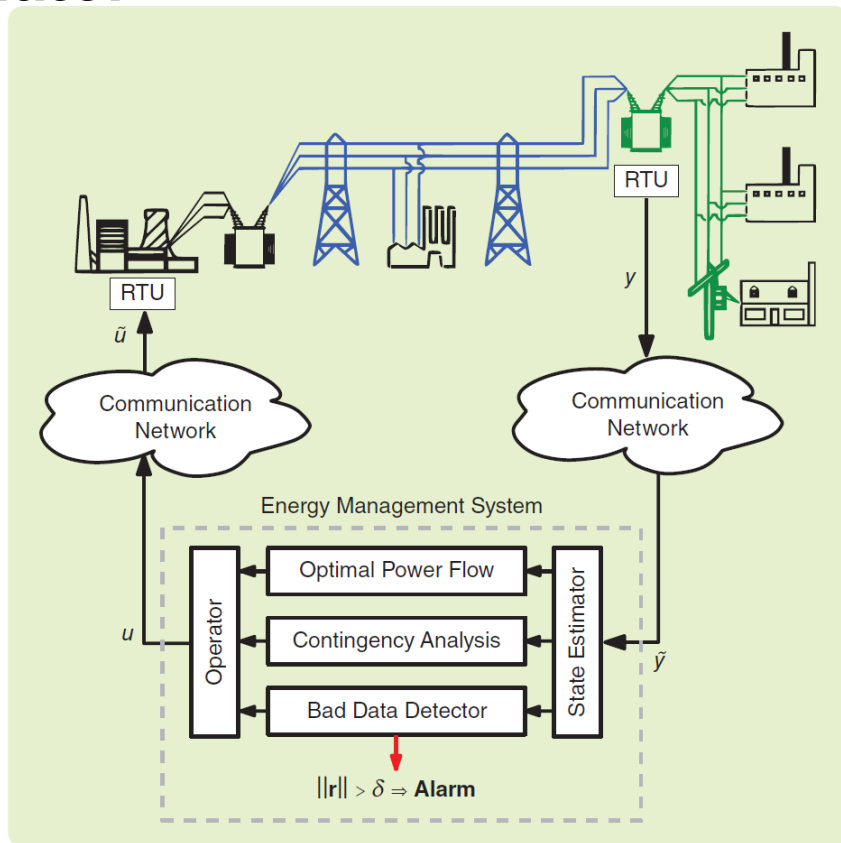 RTU
RTU
y
ũ
Communication
Network
Communication
Network
Energy Management System
Optimal Power Flow
Contingency Analysis
Bad Data Detector
Operator
State Estimator
u
ỹ
||r|| > δ ⇒ Alarm